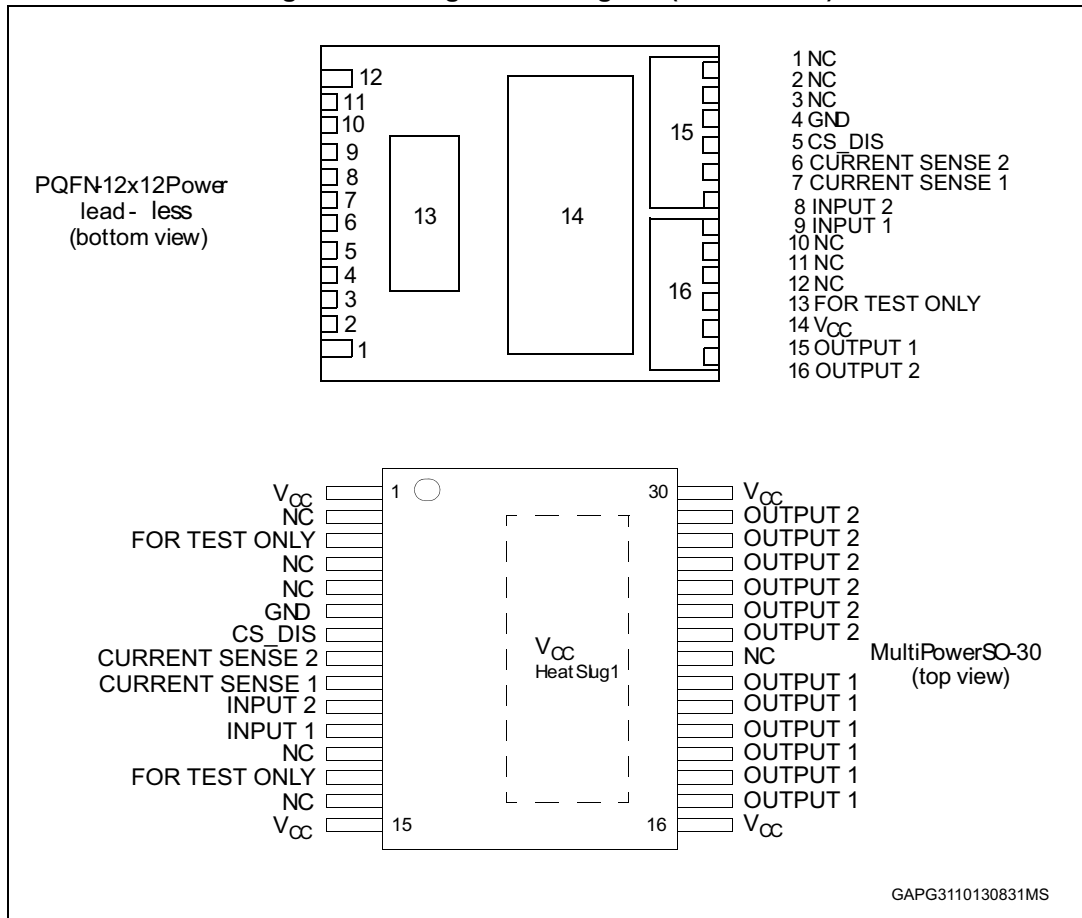 12
11
10
9
8
7
6
5
4
3
2
1
13
14
15
16
PQFN-12x12Power
lead - less
(bottom view)
1 NC
2 NC
3 NC
4 GND
5 CS_DIS
6 CURRENT SENSE 2
7 CURRENT SENSE 1
8 INPUT 2
9 INPUT 1
10 NC
11 NC
12 NC
13 FOR TEST ONLY
14 VCC
15 OUTPUT 1
16 OUTPUT 2
VCC
NC
FOR TEST ONLY
NC
NC
GND
CS_DIS
CURRENT SENSE 2
CURRENT SENSE 1
INPUT 2
INPUT 1
NC
FOR TEST ONLY
NC
VCC
1
15
30
16
VCC
HeatSlug1
VCC
OUTPUT 2
OUTPUT 2
OUTPUT 2
OUTPUT 2
OUTPUT 2
OUTPUT 2
NC
OUTPUT 1
OUTPUT 1
OUTPUT 1
OUTPUT 1
OUTPUT 1
OUTPUT 1
VCC
MultiPowerSO-30
(top view)
GAPG3110130831MS